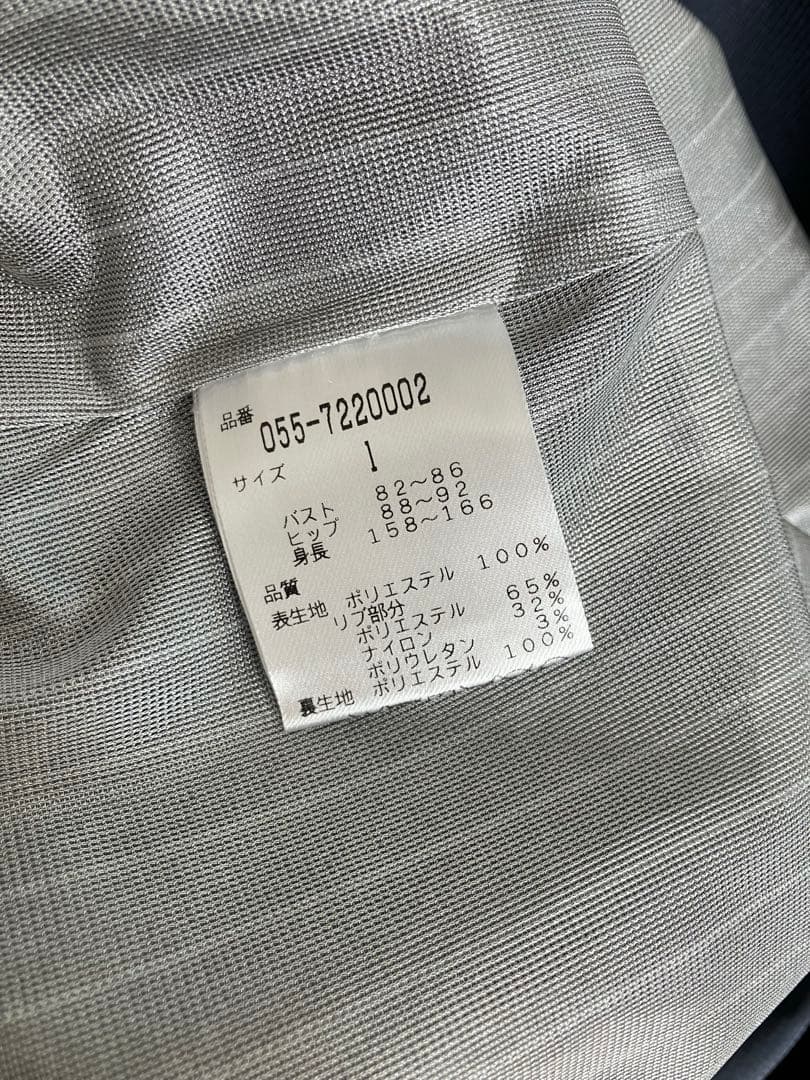 品番 055-7220002
サイズ 1
バスト 82～86
ヒップ 88～92
身長 158～166
品質
表生地 ポリエステル 100%
リブ部分
ポリエステル 65%
ナイロン 32%
ポリウレタン 3%
裏生地 ポリエステル 100%